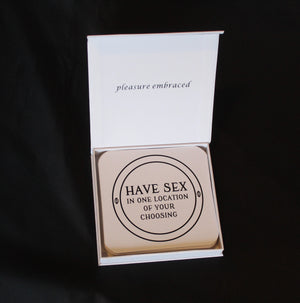 pleasure embraced
HAVE SEX
IN ONE LOCATION
OF YOUR
CHOOSING